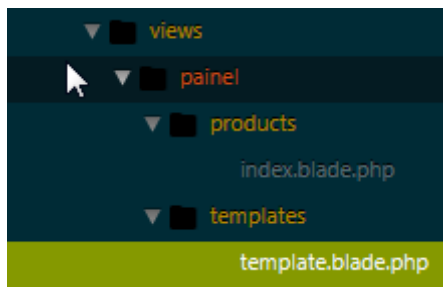 views
painel
products
index.blade.php
templates
template.blade.php